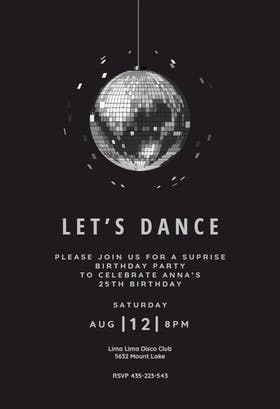 LET'S DANCE
PLEASE JOIN US FOR A SUPRISE
BIRTHDAY PARTY
TO CELEBRATE ANNA'S
25TH BIRTHDAY
SATURDAY
AUG |12| 8PM
Lima Lima Disco Club
5632 Mount Lake
RSVP 435-223-543